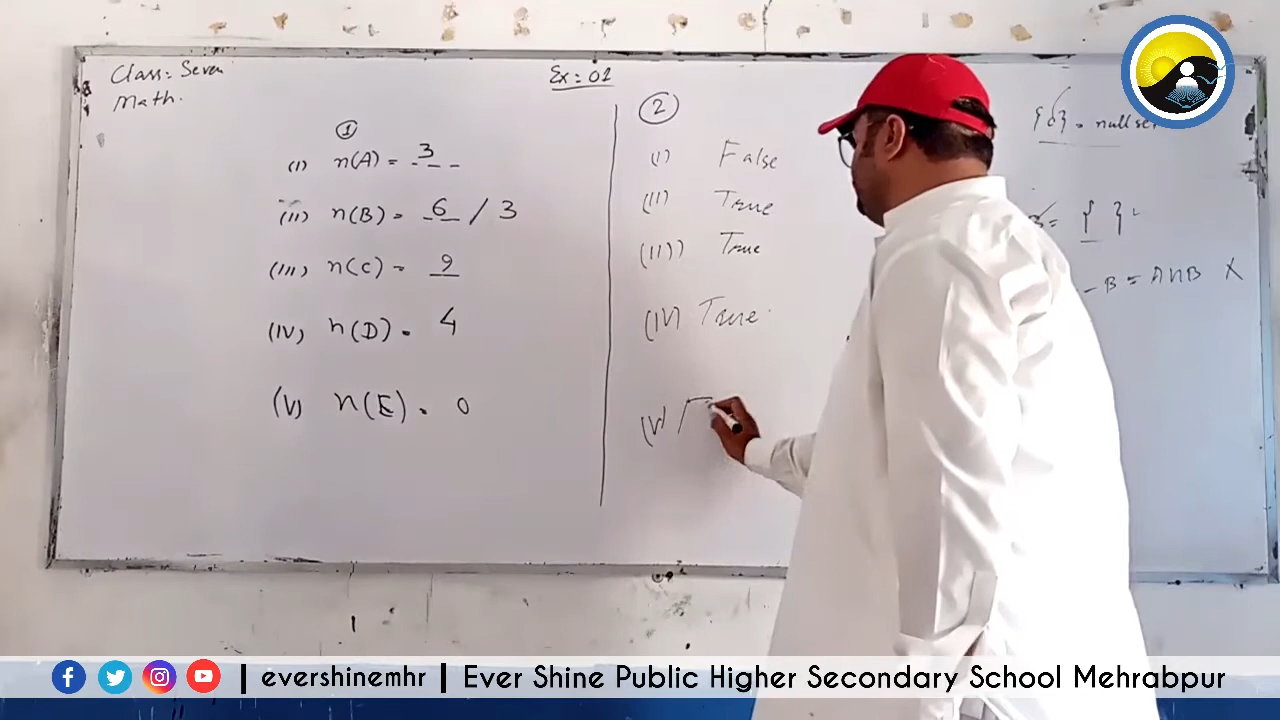 Class: Seven
Math.
Ex: 01
①
(I) n(A) = 3
(II) n(B) = 6 / 3
(III) n(C) = 9
(IV) n(D) = 4
(V) n(E) = 0
②
(I) False
(II) True
(III) True
(IV) True.
(V)
= null set
= { }
- B = A∩B X
| evershinemhr | Ever Shine Public Higher Secondary School Mehrabpur